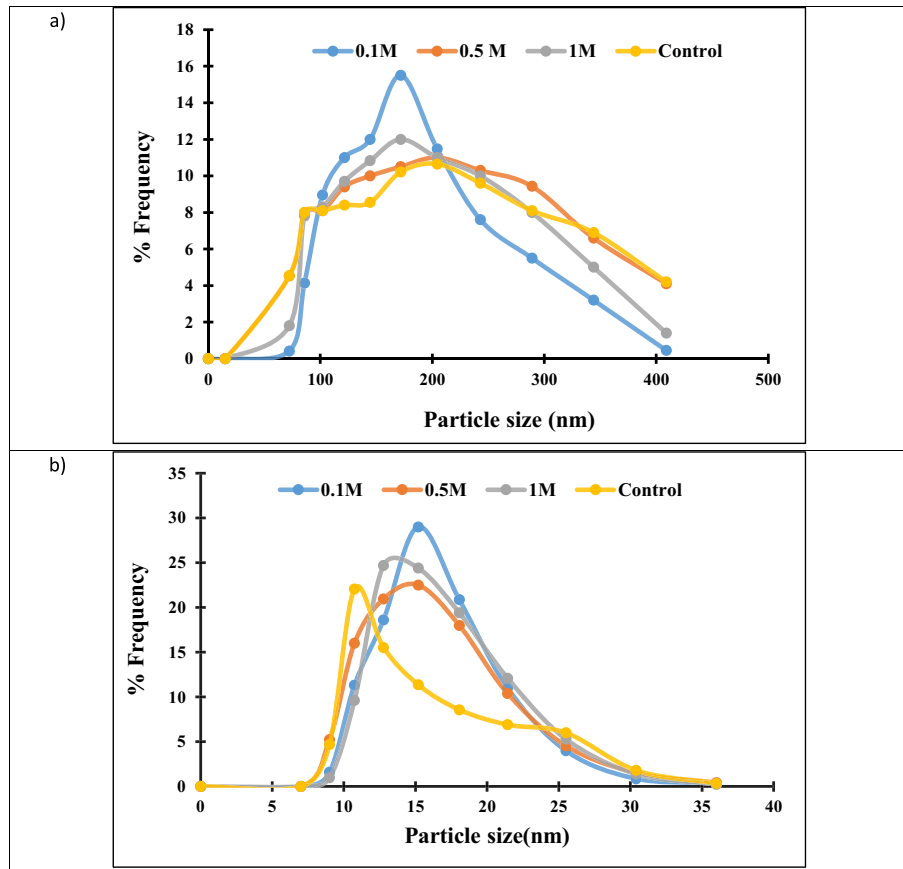 a)
0.1M 0.5 M 1M Control
18
16
14
12
10
8
6
4
2
0
% Frequency
0 100 200 300 400 500
Particle size (nm)
b)
0.1M 0.5M 1M Control
35
30
25
20
15
10
5
0
% Frequency
0 5 10 15 20 25 30 35 40
Particle size(nm)